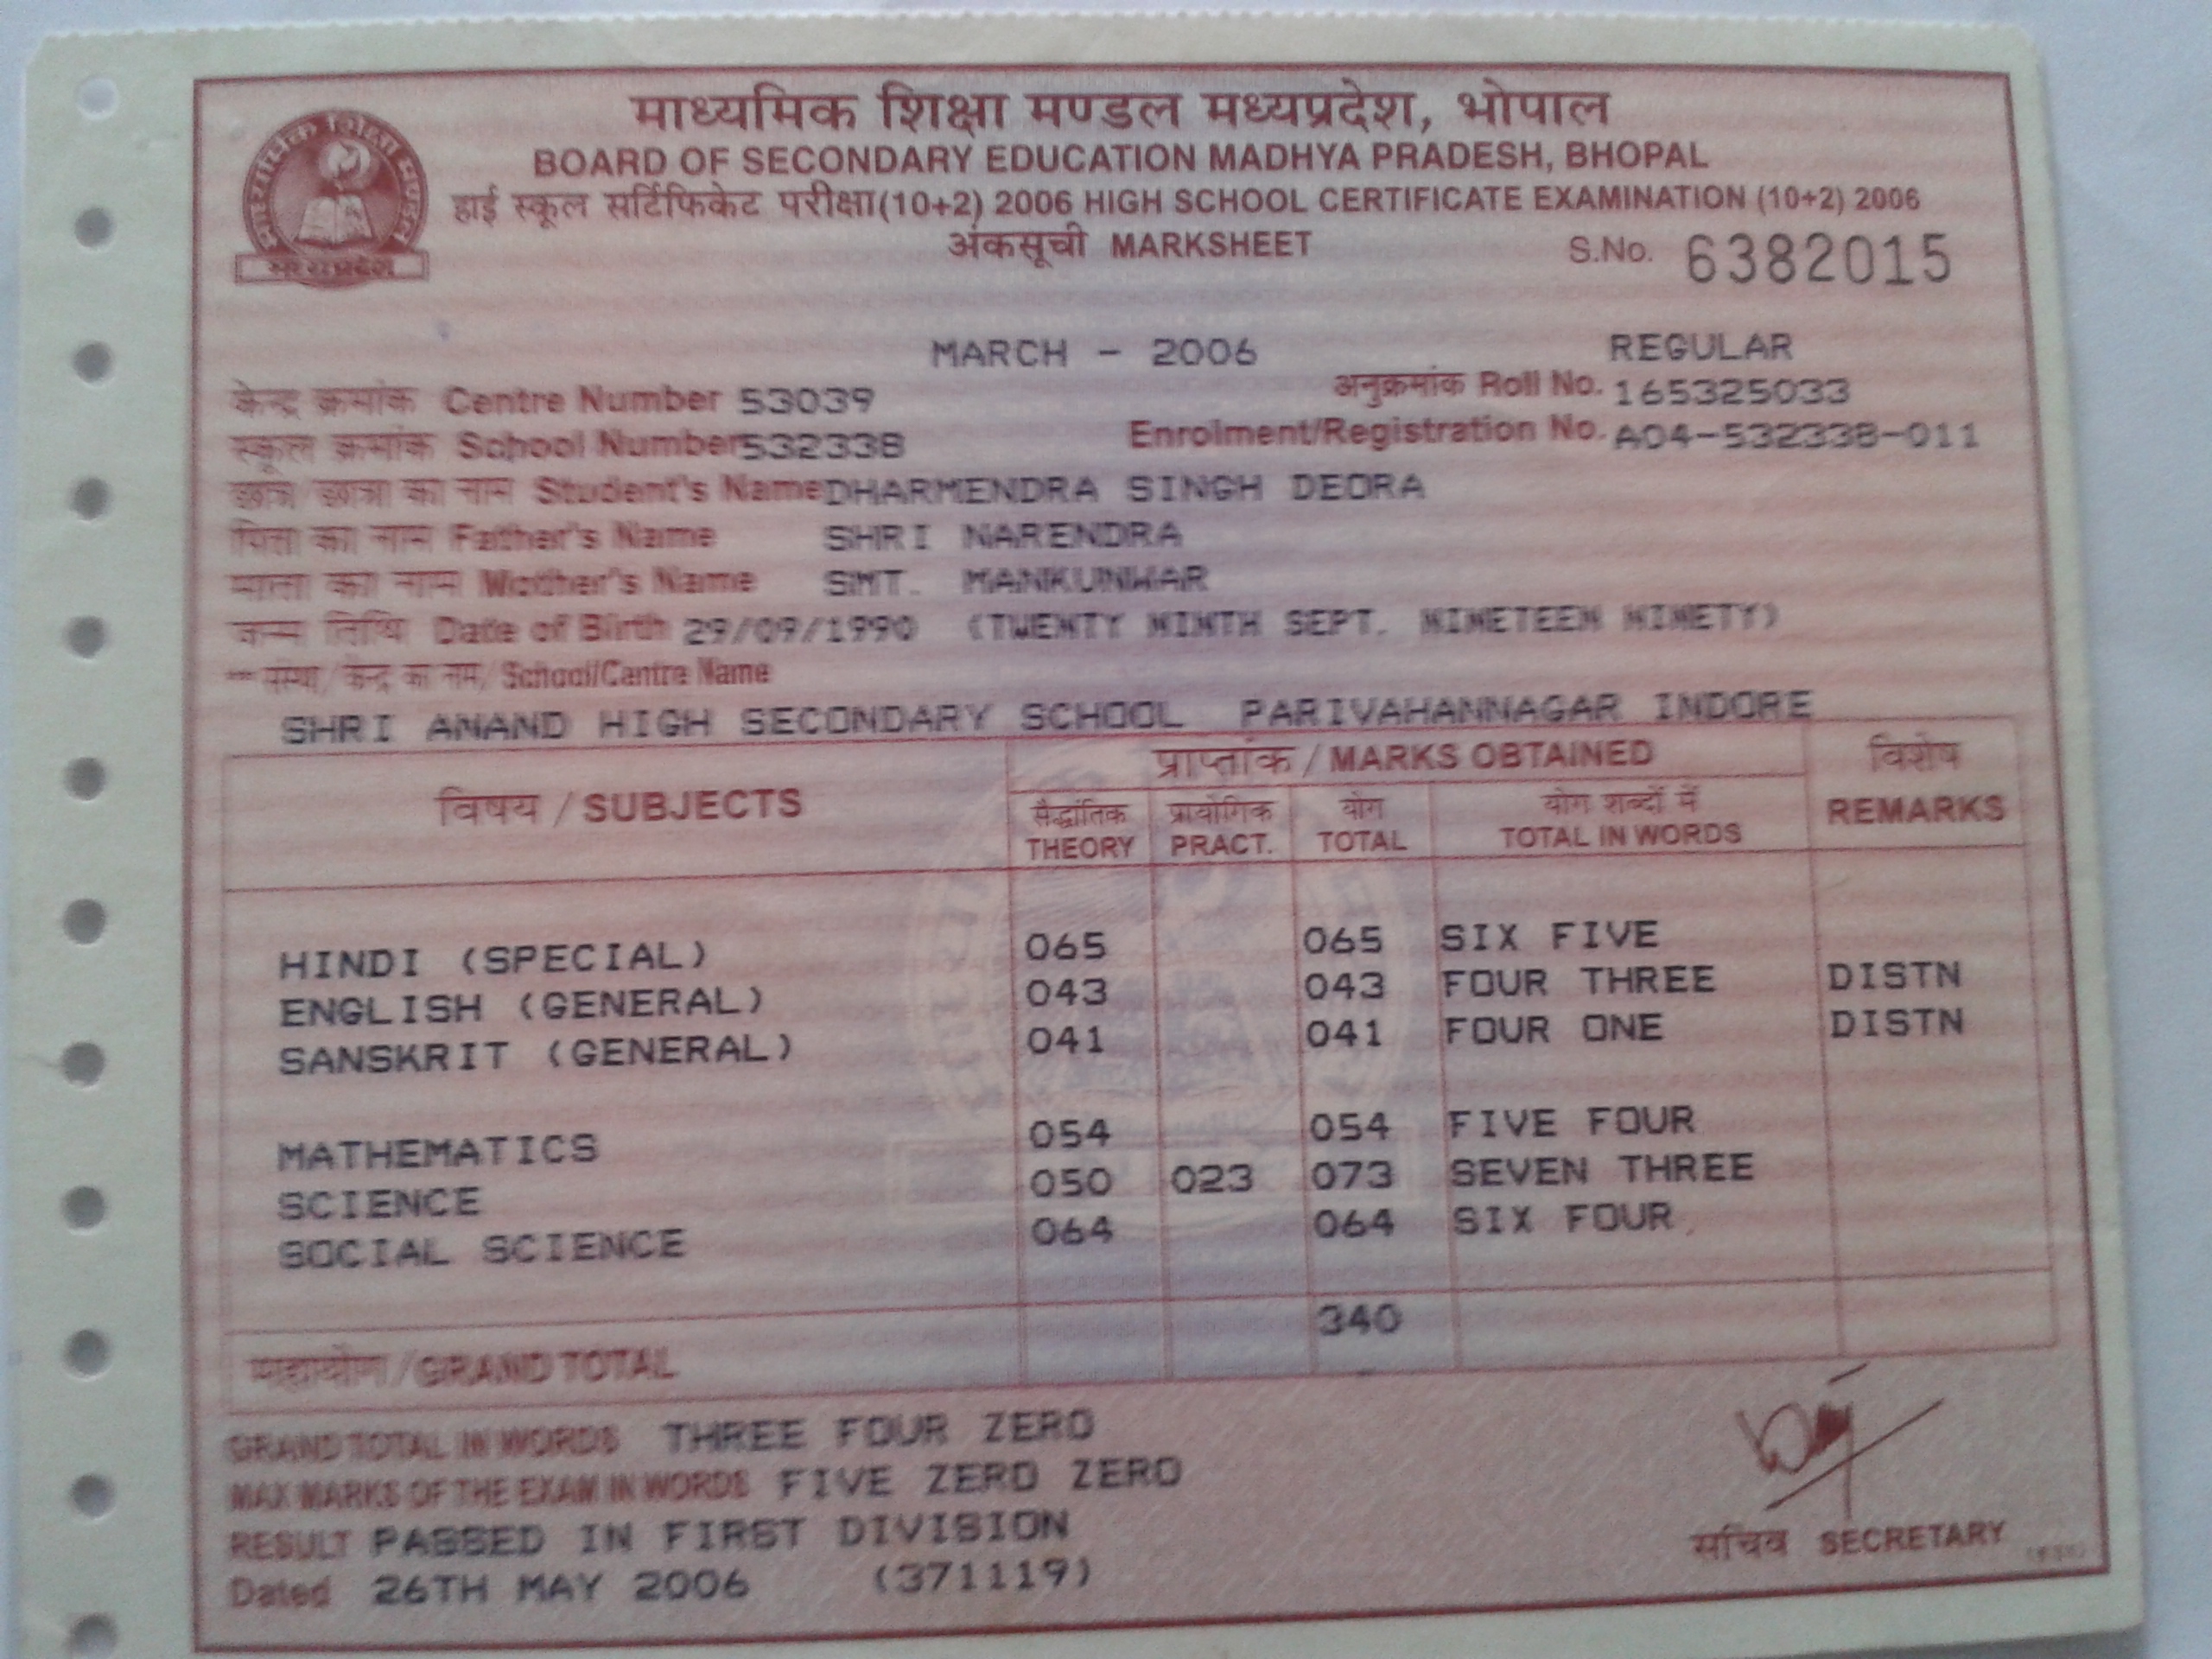 माध्यमिक शिक्षा मण्डल मध्यप्रदेश, भोपाल
BOARD OF SECONDARY EDUCATION MADHYA PRADESH, BHOPAL
हाई स्कूल सर्टिफिकेट परीक्षा(10+2) 2006 HIGH SCHOOL CERTIFICATE EXAMINATION (10+2) 2006
अंकसूची MARKSHEET S.No. 6382015
माध्यमिक शिक्षा मण्डल
मध्यप्रदेश
MARCH - 2006 REGULAR
केन्द्र क्रमांक Centre Number 53039 अनुक्रमांक Roll No. 165325033
स्कूल क्रमांक School Number 532338 Enrolment/Registration No. A04-532338-011
छात्र/छात्रा का नाम Student's Name DHARMENDRA SINGH DEORA
पिता का नाम Father's Name SHRI NARENDRA
माता का नाम Mother's Name SMT. MANKUNWAR
जन्म तिथि Date of Birth 29/09/1990 (TWENTY NINTH SEPT. NINETEEN NINETY)
संस्था/केन्द्र का नाम/School/Centre Name
SHRI ANAND HIGH SECONDARY SCHOOL PARIVAHANNAGAR INDORE
विषय / SUBJECTS प्राप्तांक / MARKS OBTAINED विशेष REMARKS
सैद्धांतिक THEORY प्रायोगिक PRACT. योग TOTAL योग शब्दों में TOTAL IN WORDS
HINDI (SPECIAL) 065 065 SIX FIVE
ENGLISH (GENERAL) 043 043 FOUR THREE DISTN
SANSKRIT (GENERAL) 041 041 FOUR ONE DISTN
MATHEMATICS 054 054 FIVE FOUR
SCIENCE 050 023 073 SEVEN THREE
SOCIAL SCIENCE 064 064 SIX FOUR
महायोग/GRAND TOTAL 340
GRAND TOTAL IN WORDS THREE FOUR ZERO
MAX MARKS OF THE EXAM IN WORDS FIVE ZERO ZERO
RESULT PASSED IN FIRST DIVISION
Dated 26TH MAY 2006 (371119)
सचिव SECRETARY